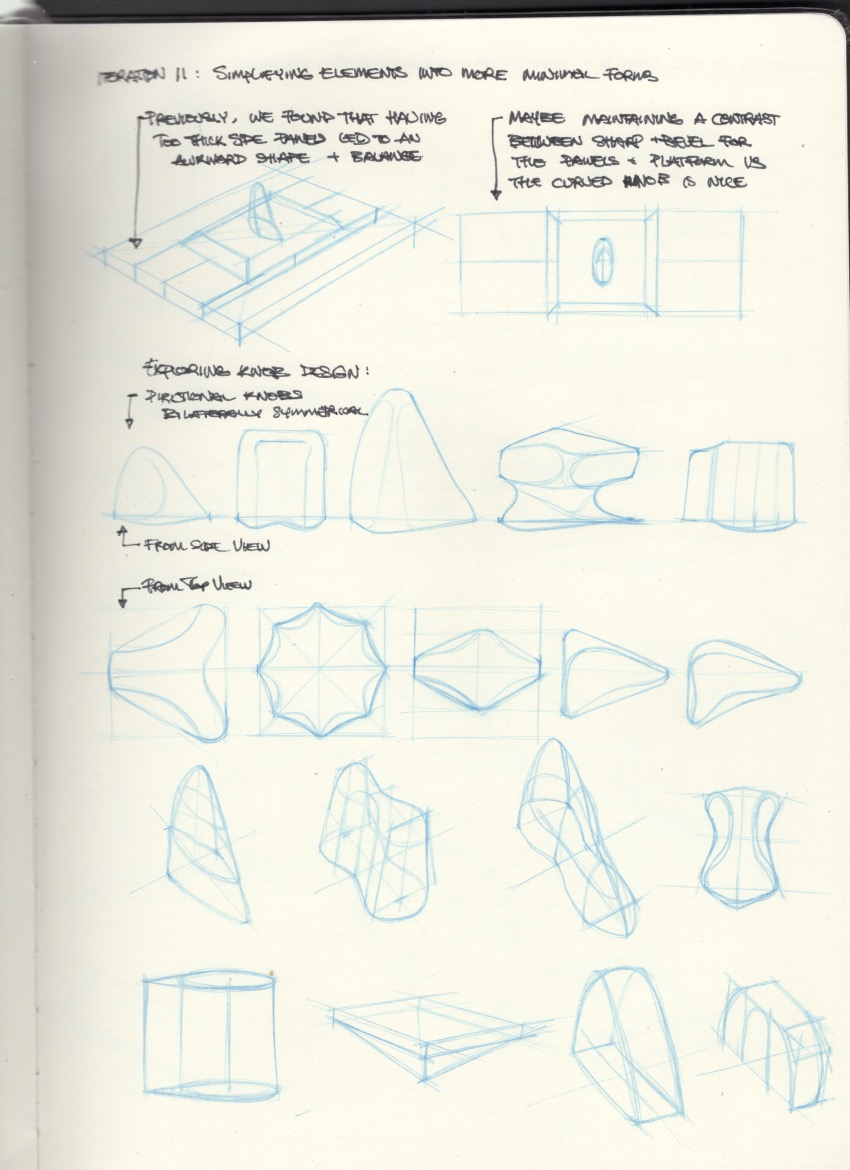 ITERATION 11: SIMPLIFYING ELEMENTS INTO MORE MINIMAL FORMS
PREVIOUSLY, WE FOUND THAT HAVING
TOO THICK SIDE PANELS LED TO AN
AWKWARD SHAPE + BALANCE
MAYBE MAINTAINING A CONTRAST
BETWEEN SHARP + BEVEL FOR
THE PANELS + PLATFORM VS
THE CURVED KNOB IS NICE
EXPLORING KNOB DESIGN:
DIRECTIONAL KNOBS
BILATERALLY SYMMETRICAL
FROM SIDE VIEW
FROM TOP VIEW